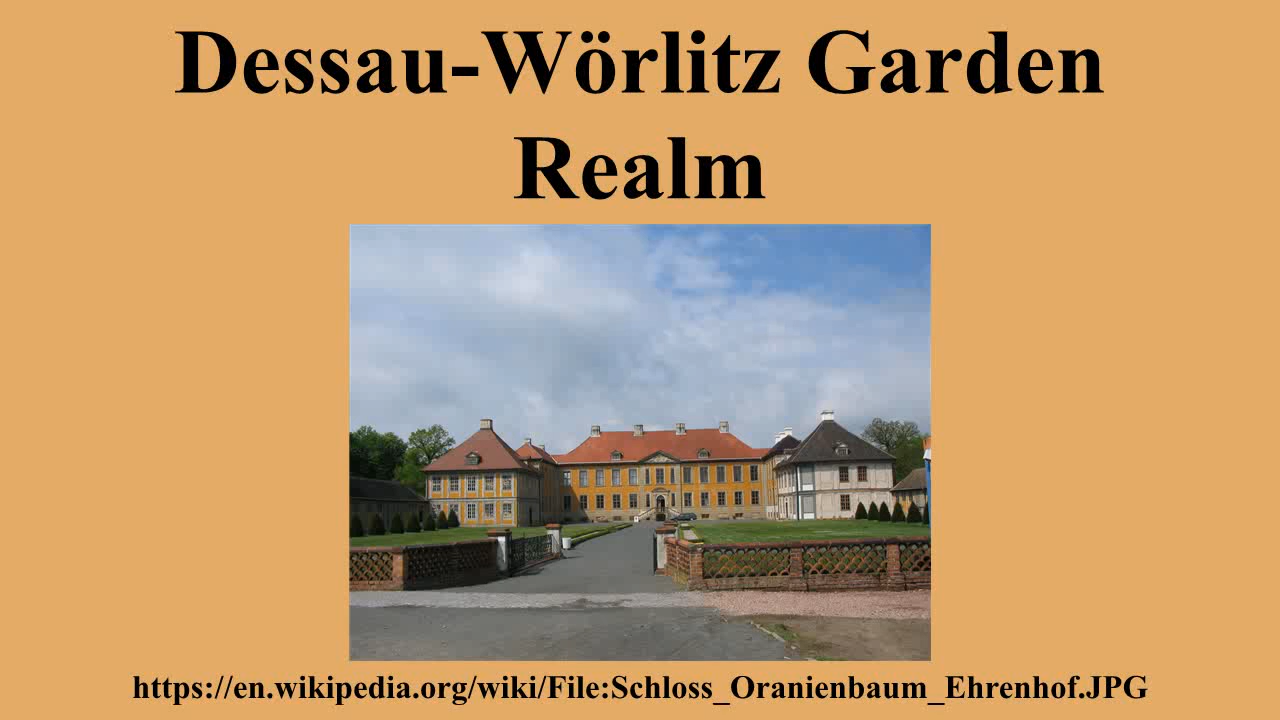 Dessau-Wörlitz Garden
Realm
https://en.wikipedia.org/wiki/File:Schloss_Oranienbaum_Ehrenhof.JPG